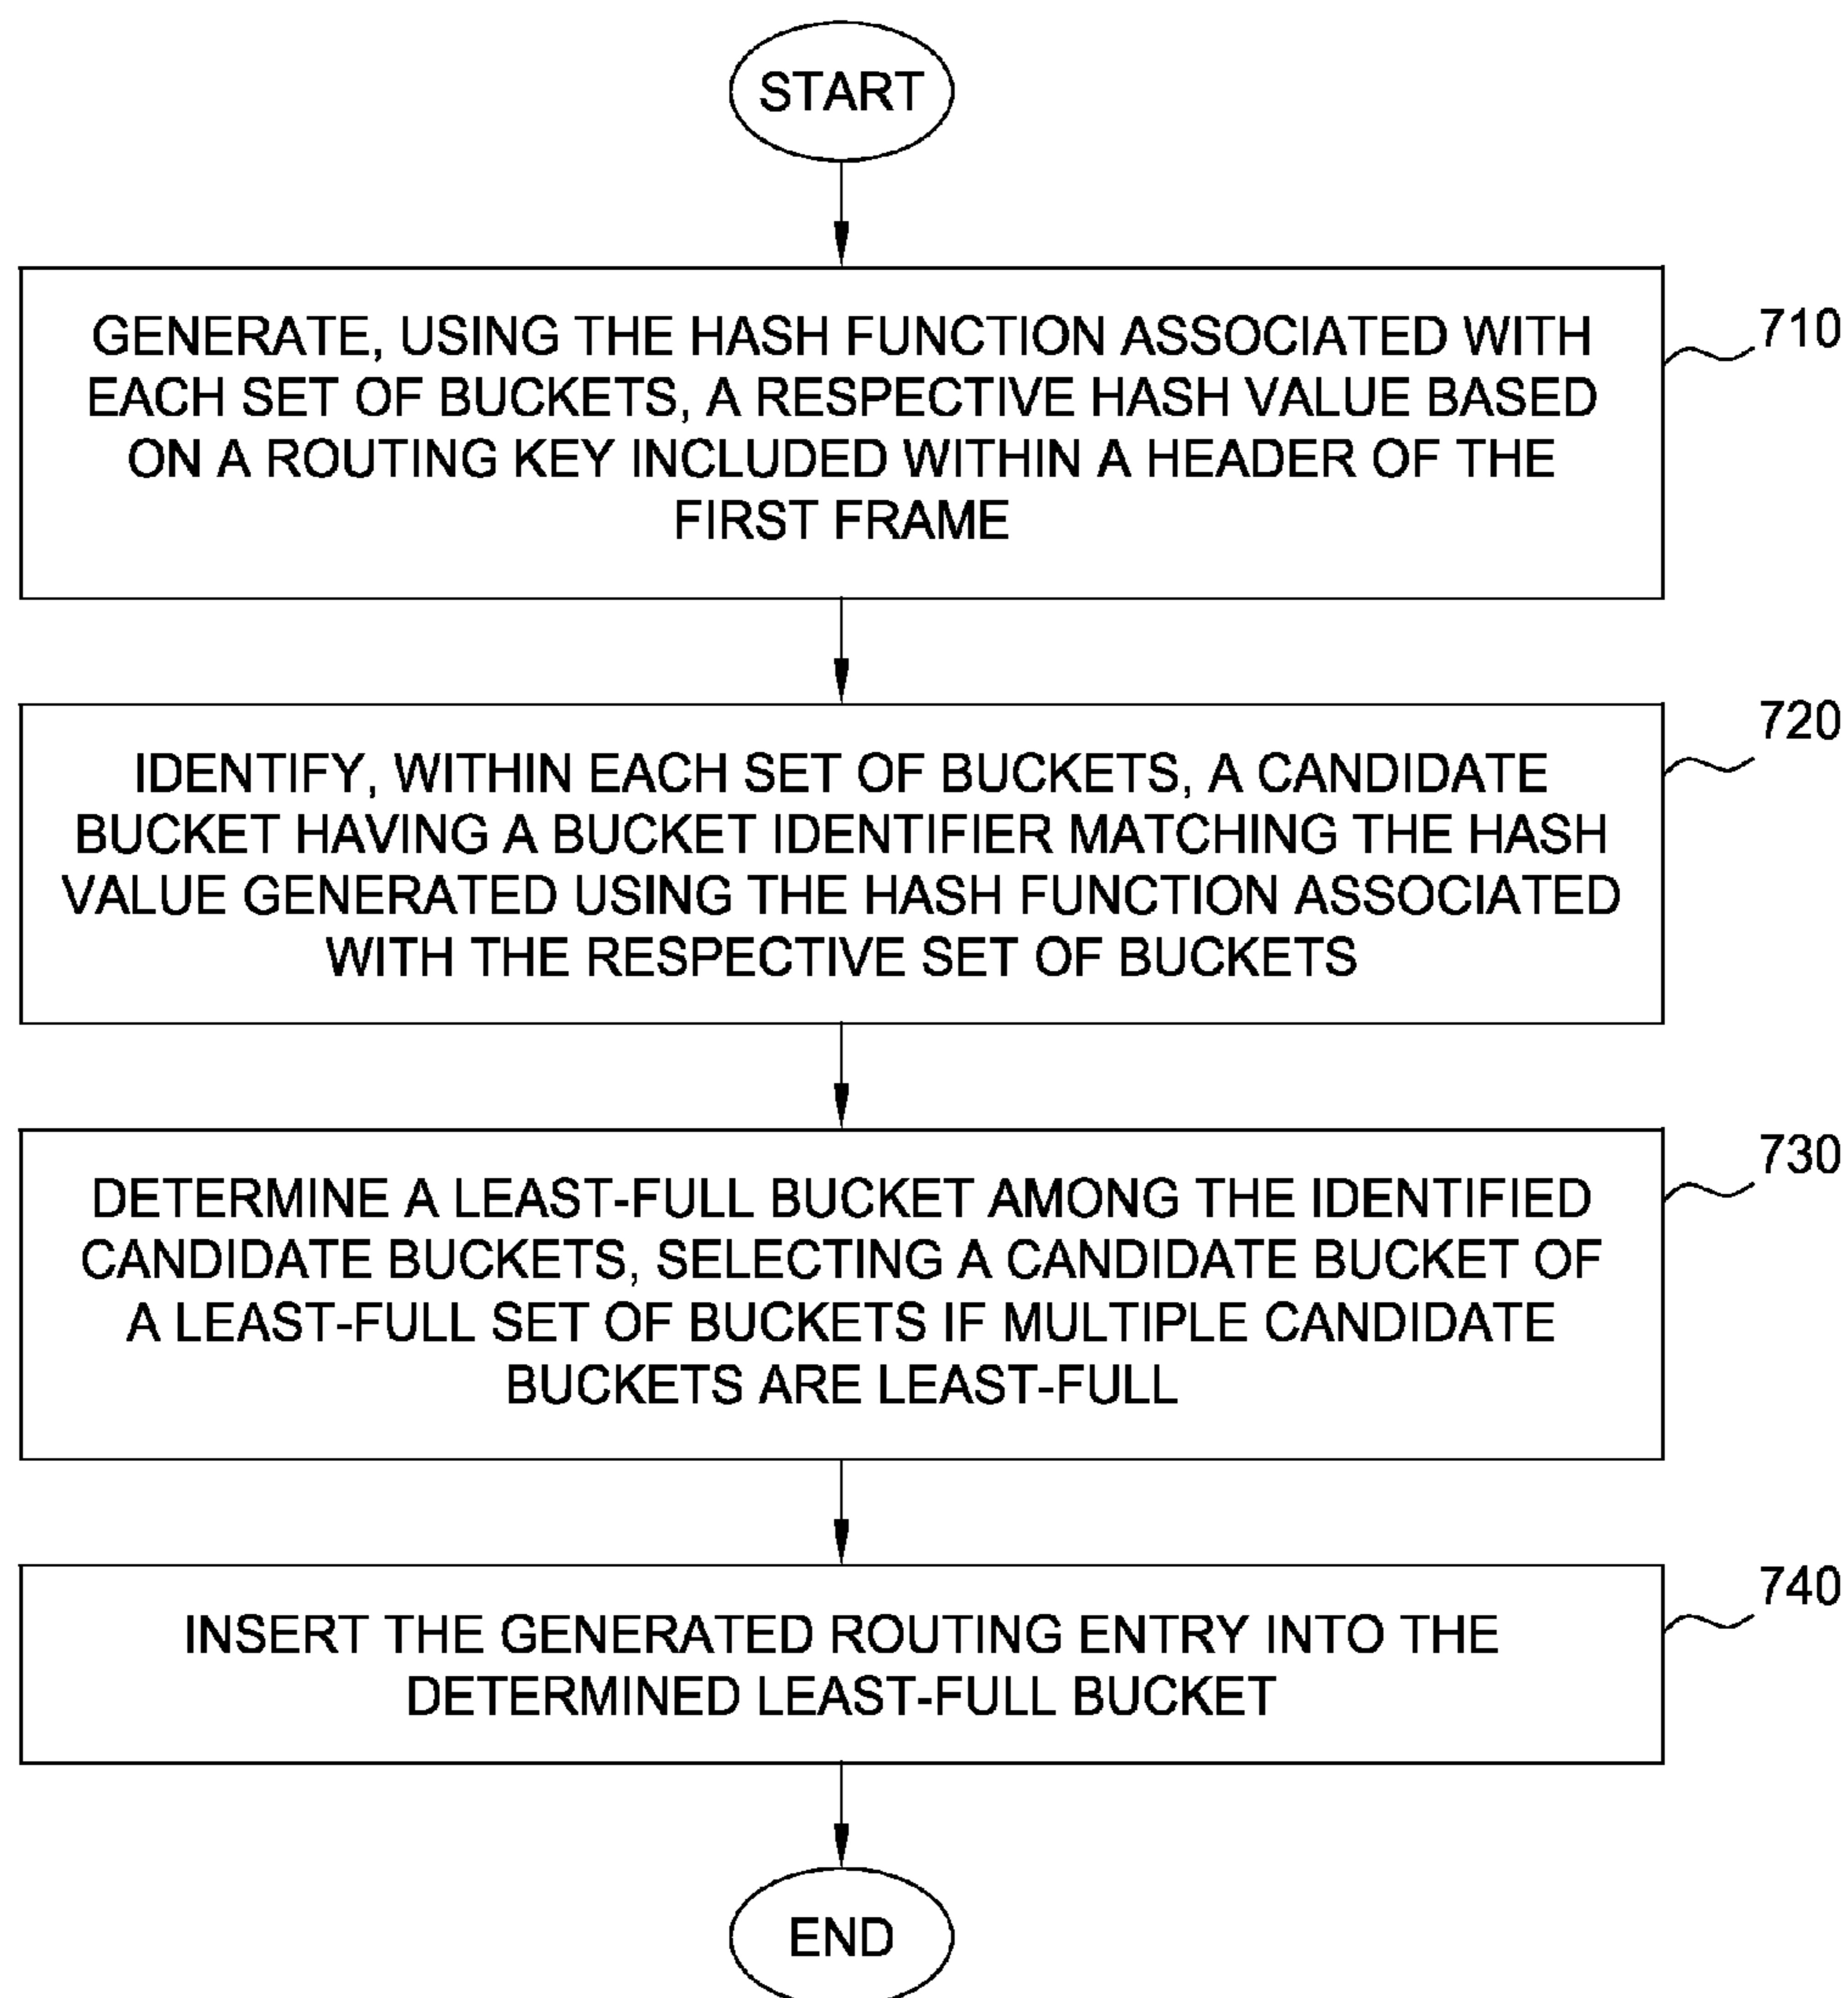 START
GENERATE, USING THE HASH FUNCTION ASSOCIATED WITH
EACH SET OF BUCKETS, A RESPECTIVE HASH VALUE BASED
ON A ROUTING KEY INCLUDED WITHIN A HEADER OF THE
FIRST FRAME
710
IDENTIFY, WITHIN EACH SET OF BUCKETS, A CANDIDATE
BUCKET HAVING A BUCKET IDENTIFIER MATCHING THE HASH
VALUE GENERATED USING THE HASH FUNCTION ASSOCIATED
WITH THE RESPECTIVE SET OF BUCKETS
720
DETERMINE A LEAST-FULL BUCKET AMONG THE IDENTIFIED
CANDIDATE BUCKETS, SELECTING A CANDIDATE BUCKET OF
A LEAST-FULL SET OF BUCKETS IF MULTIPLE CANDIDATE
BUCKETS ARE LEAST-FULL
730
INSERT THE GENERATED ROUTING ENTRY INTO THE
DETERMINED LEAST-FULL BUCKET
740
END